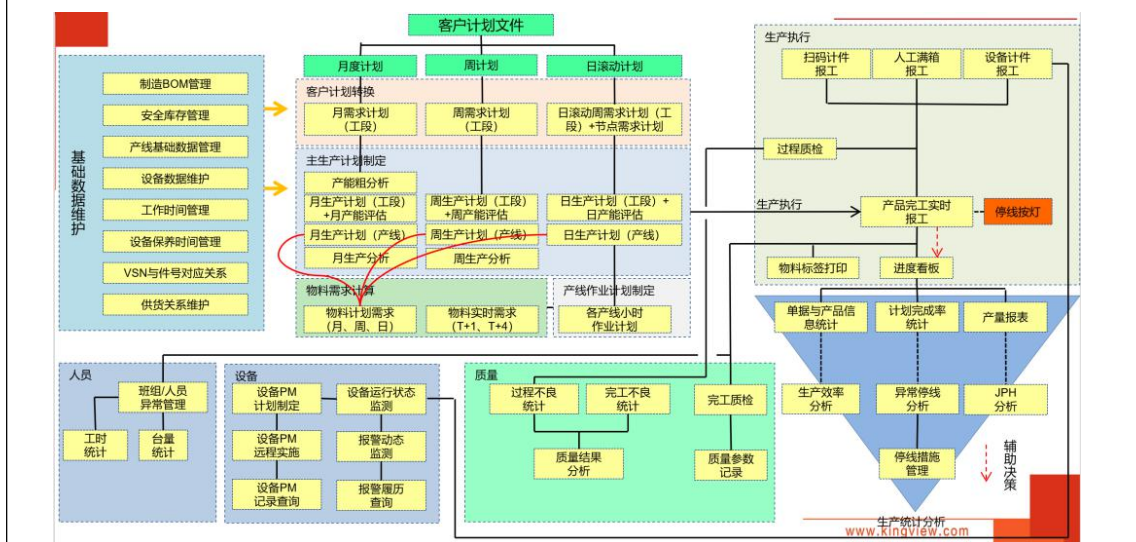 客户计划文件
月度计划
周计划
日滚动计划
基础数据维护
制造BOM管理
安全库存管理
产线基础数据管理
设备数据维护
工作时间管理
设备保养时间管理
VSN与件号对应关系
供货关系维护
客户计划转换
月需求计划
（工段）
周需求计划
（工段）
日滚动周需求计划（工
段）+节点需求计划
主生产计划制定
产能粗分析
月生产计划（工段）
+月产能评估
周生产计划（工段）
+周产能评估
日生产计划（工段）+
日产能评估
月生产计划（产线）
周生产计划（产线）
日生产计划（产线）
月生产分析
周生产分析
物料需求计算
物料计划需求
（月、周、日）
物料实时需求
（T+1、T+4）
产线作业计划制定
各产线小时
作业计划
生产执行
扫码计件
报工
人工满箱
报工
设备计件
报工
过程质检
生产执行
产品完工实时
报工
停线按灯
物料标签打印
进度看板
单据与产品信
息统计
计划完成率
统计
产量报表
生产效率
分析
异常停线
分析
JPH
分析
停线措施
管理
辅助决策
生产统计分析
人员
班组/人员
异常管理
工时
统计
台量
统计
设备
设备PM
计划制定
设备运行状态
监测
设备PM
远程实施
报警动态
监测
设备PM
记录查询
报警履历
查询
质量
过程不良
统计
完工不良
统计
完工质检
质量结果
分析
质量参数
记录
www.kingview.com